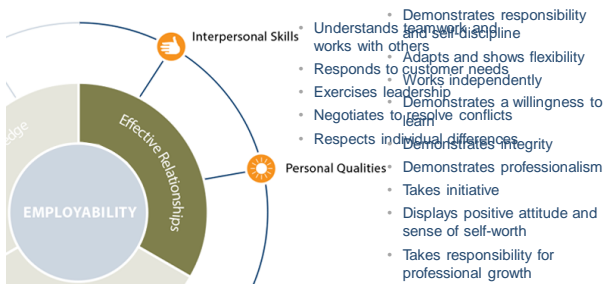 Interpersonal Skills
• Understands teamwork and
works with others
• Responds to customer needs
• Exercises leadership
• Negotiates to resolve conflicts
• Respects individual differences
• Demonstrates responsibility
and self-discipline
• Adapts and shows flexibility
• Works independently
• Demonstrates a willingness to
learn
• Demonstrates integrity
• Demonstrates professionalism
• Takes initiative
• Displays positive attitude and
sense of self-worth
• Takes responsibility for
professional growth
Personal Qualities
Effective Relationships
EMPLOYABILITY
edge